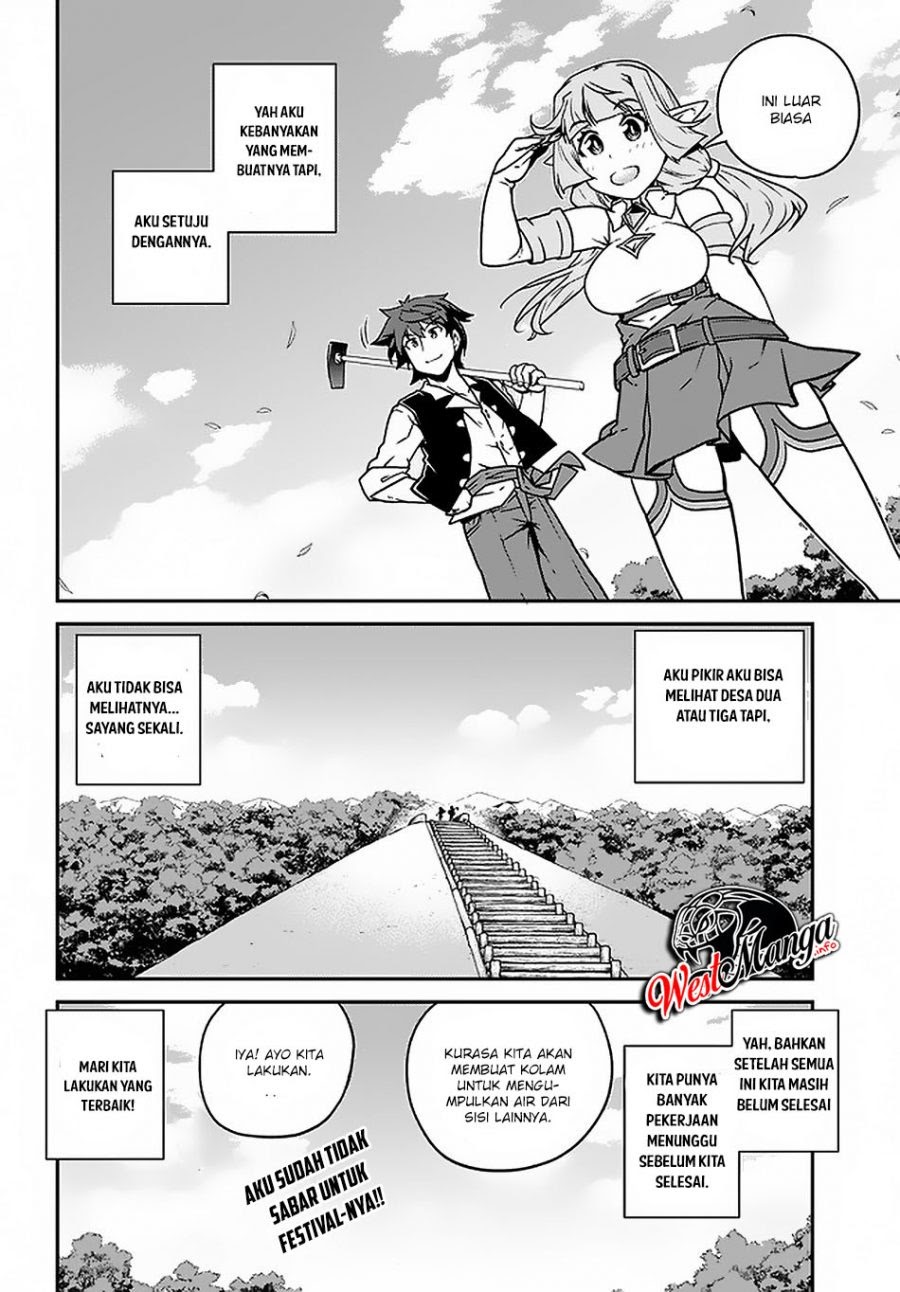 INI LUAR
BIASA
YAH AKU
KEBANYAKAN
YANG MEM-
BUATNYA TAPI,
AKU SETUJU
DENGANNYA.
AKU PIKIR AKU BISA
MELIHAT DESA DUA
ATAU TIGA TAPI,
AKU TIDAK BISA
MELIHATNYA...
SAYANG SEKALI.
WestManga
.info
YAH, BAHKAN
SETELAH SEMUA
INI KITA MASIH
BELUM SELESAI
KITA PUNYA
BANYAK
PEKERJAAN
MENUNGGU
SEBELUM KITA
SELESAI.
KURASA KITA AKAN
MEMBUAT KOLAM
UNTUK MENGU-
MPULKAN AIR DARI
SISI LAINNYA.
IYA! AYO KITA
LAKUKAN.
. .
MARI KITA
LAKUKAN YANG
TERBAIK!
AKU SUDAH TIDAK
SABAR UNTUK
FESTIVAL-NYA!!